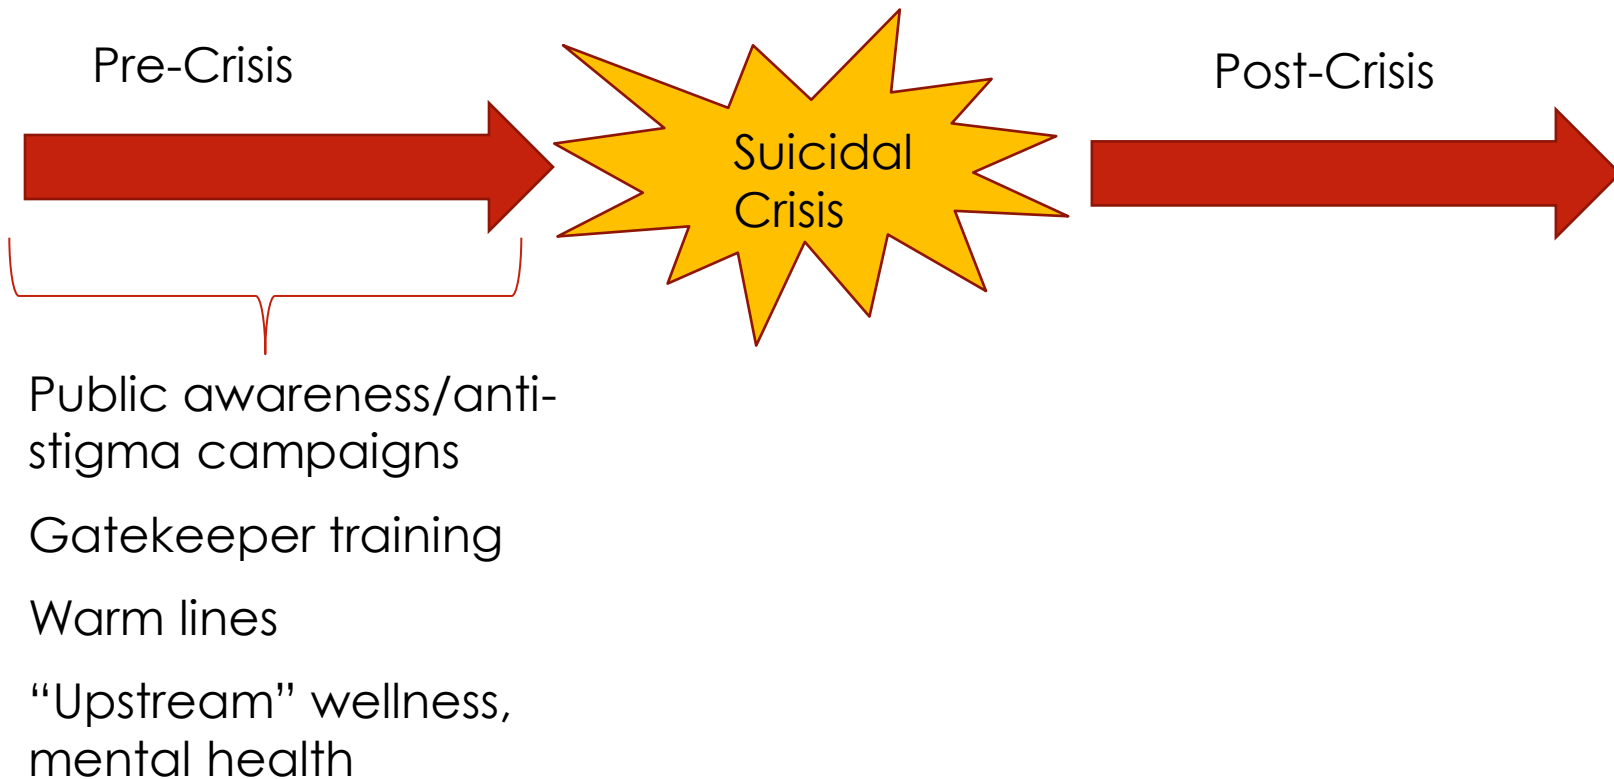 Pre-Crisis
Suicidal
Crisis
Post-Crisis
Public awareness/anti-
stigma campaigns
Gatekeeper training
Warm lines
“Upstream” wellness,
mental health